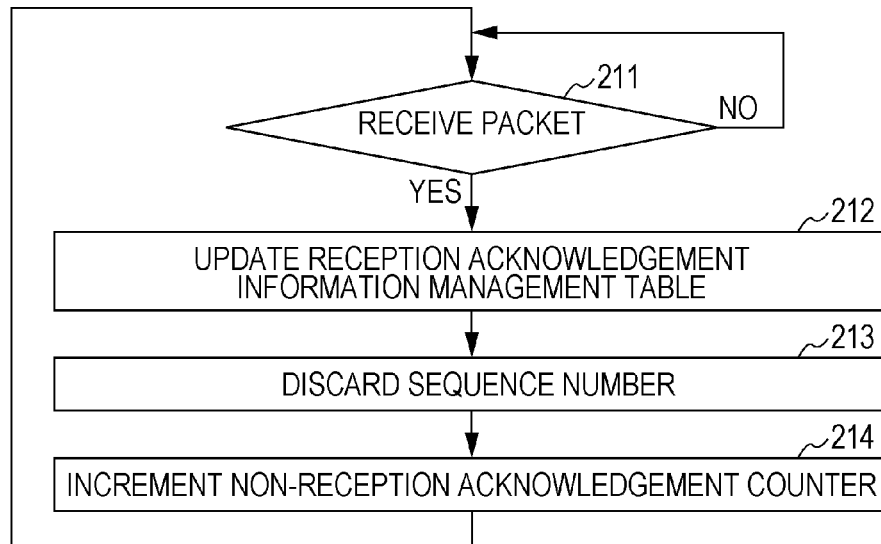 211
RECEIVE PACKET
NO
YES
212
UPDATE RECEPTION ACKNOWLEDGEMENT
INFORMATION MANAGEMENT TABLE
213
DISCARD SEQUENCE NUMBER
214
INCREMENT NON-RECEPTION ACKNOWLEDGEMENT COUNTER